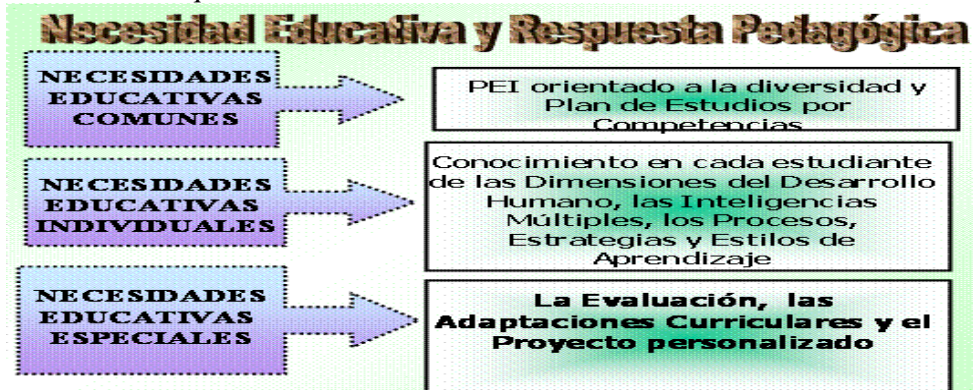 Necesidad Educativa y Respuesta Pedagógica
NECESIDADES
EDUCATIVAS
COMUNES
PEI orientado a la diversidad y
Plan de Estudios por
Competencias
NECESIDADES
EDUCATIVAS
INDIVIDUALES
Conocimiento en cada estudiante
de las Dimensiones del Desarrollo
Humano, las Inteligencias
Múltiples, los Procesos,
Estrategias y Estilos de
Aprendizaje
NECESIDADES
EDUCATIVAS
ESPECIALES
La Evaluación, las
Adaptaciones Curriculares y el
Proyecto personalizado